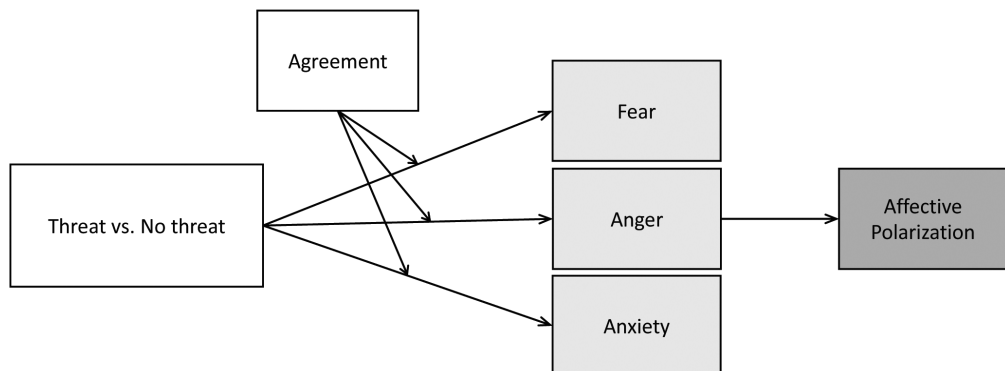 Agreement
Fear
Threat vs. No threat
Anger
Affective
Polarization
Anxiety